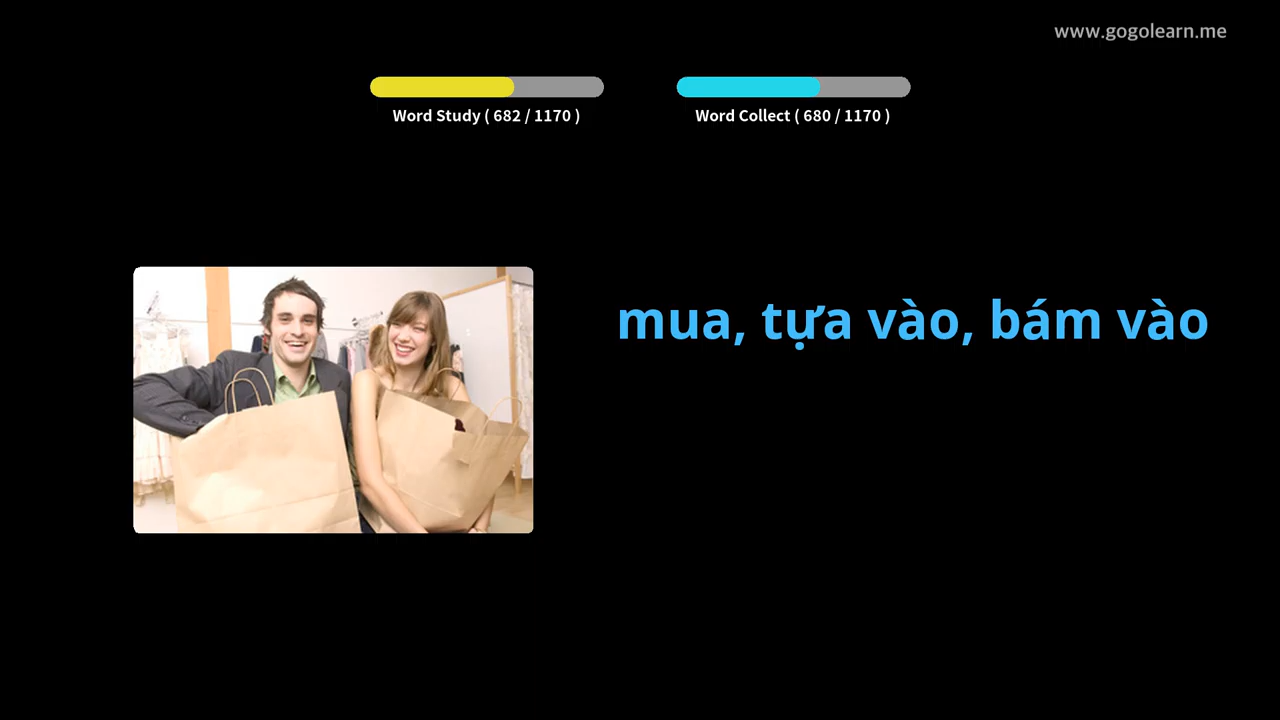 www.gogolearn.me
Word Study ( 682 / 1170 )
Word Collect ( 680 / 1170 )
mua, tựa vào, bám vào